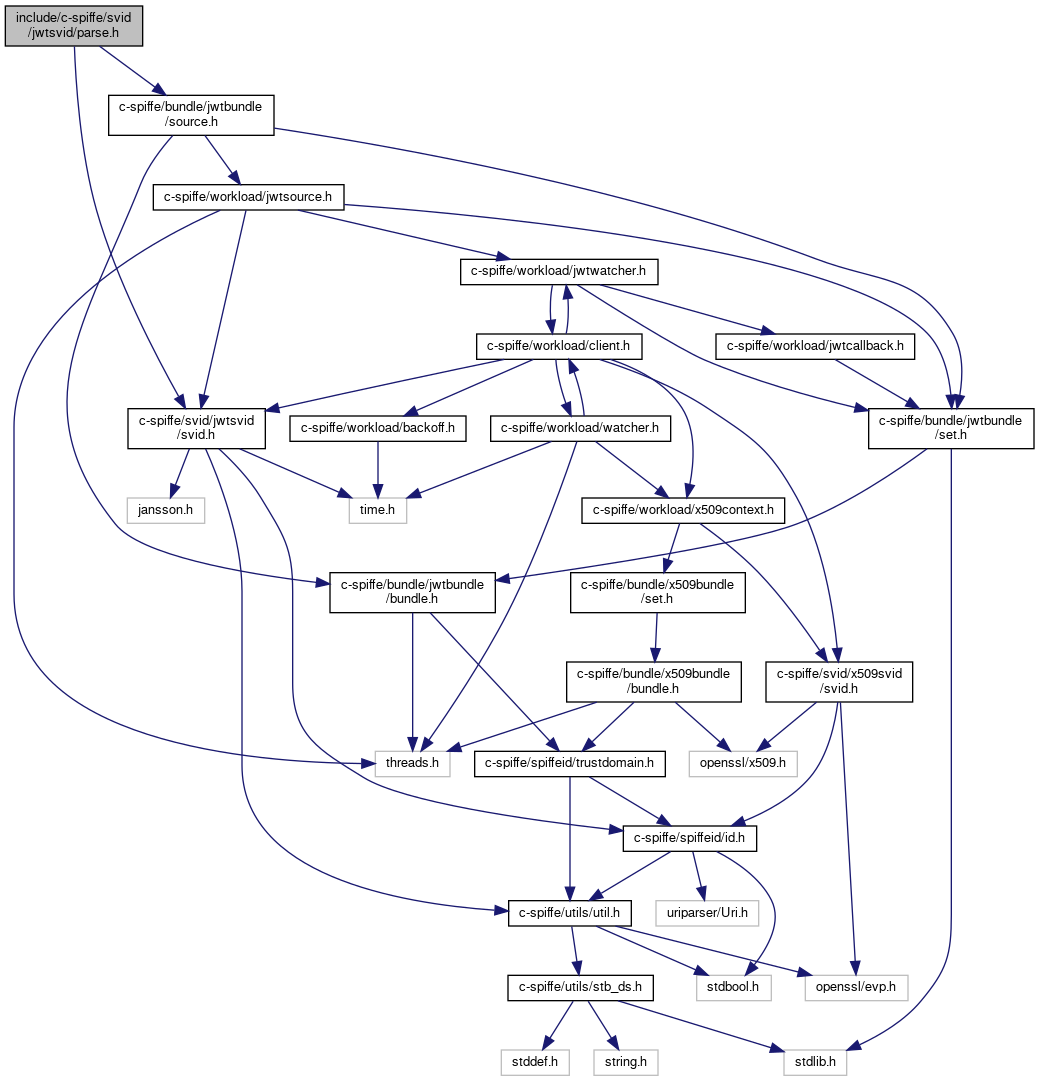 include/c-spiffe/svid
/jwtsvid/parse.h
c-spiffe/bundle/jwtbundle
/source.h
c-spiffe/workload/jwtsource.h
c-spiffe/workload/jwtwatcher.h
c-spiffe/workload/client.h
c-spiffe/workload/jwtcallback.h
c-spiffe/svid/jwtsvid
/svid.h
c-spiffe/workload/backoff.h
c-spiffe/workload/watcher.h
c-spiffe/bundle/jwtbundle
/set.h
jansson.h
time.h
c-spiffe/workload/x509context.h
c-spiffe/bundle/jwtbundle
/bundle.h
c-spiffe/bundle/x509bundle
/set.h
c-spiffe/bundle/x509bundle
/bundle.h
c-spiffe/svid/x509svid
/svid.h
threads.h
c-spiffe/spiffeid/trustdomain.h
openssl/x509.h
c-spiffe/spiffeid/id.h
c-spiffe/utils/util.h
uriparser/Uri.h
c-spiffe/utils/stb_ds.h
stdbool.h
openssl/evp.h
stddef.h
string.h
stdlib.h